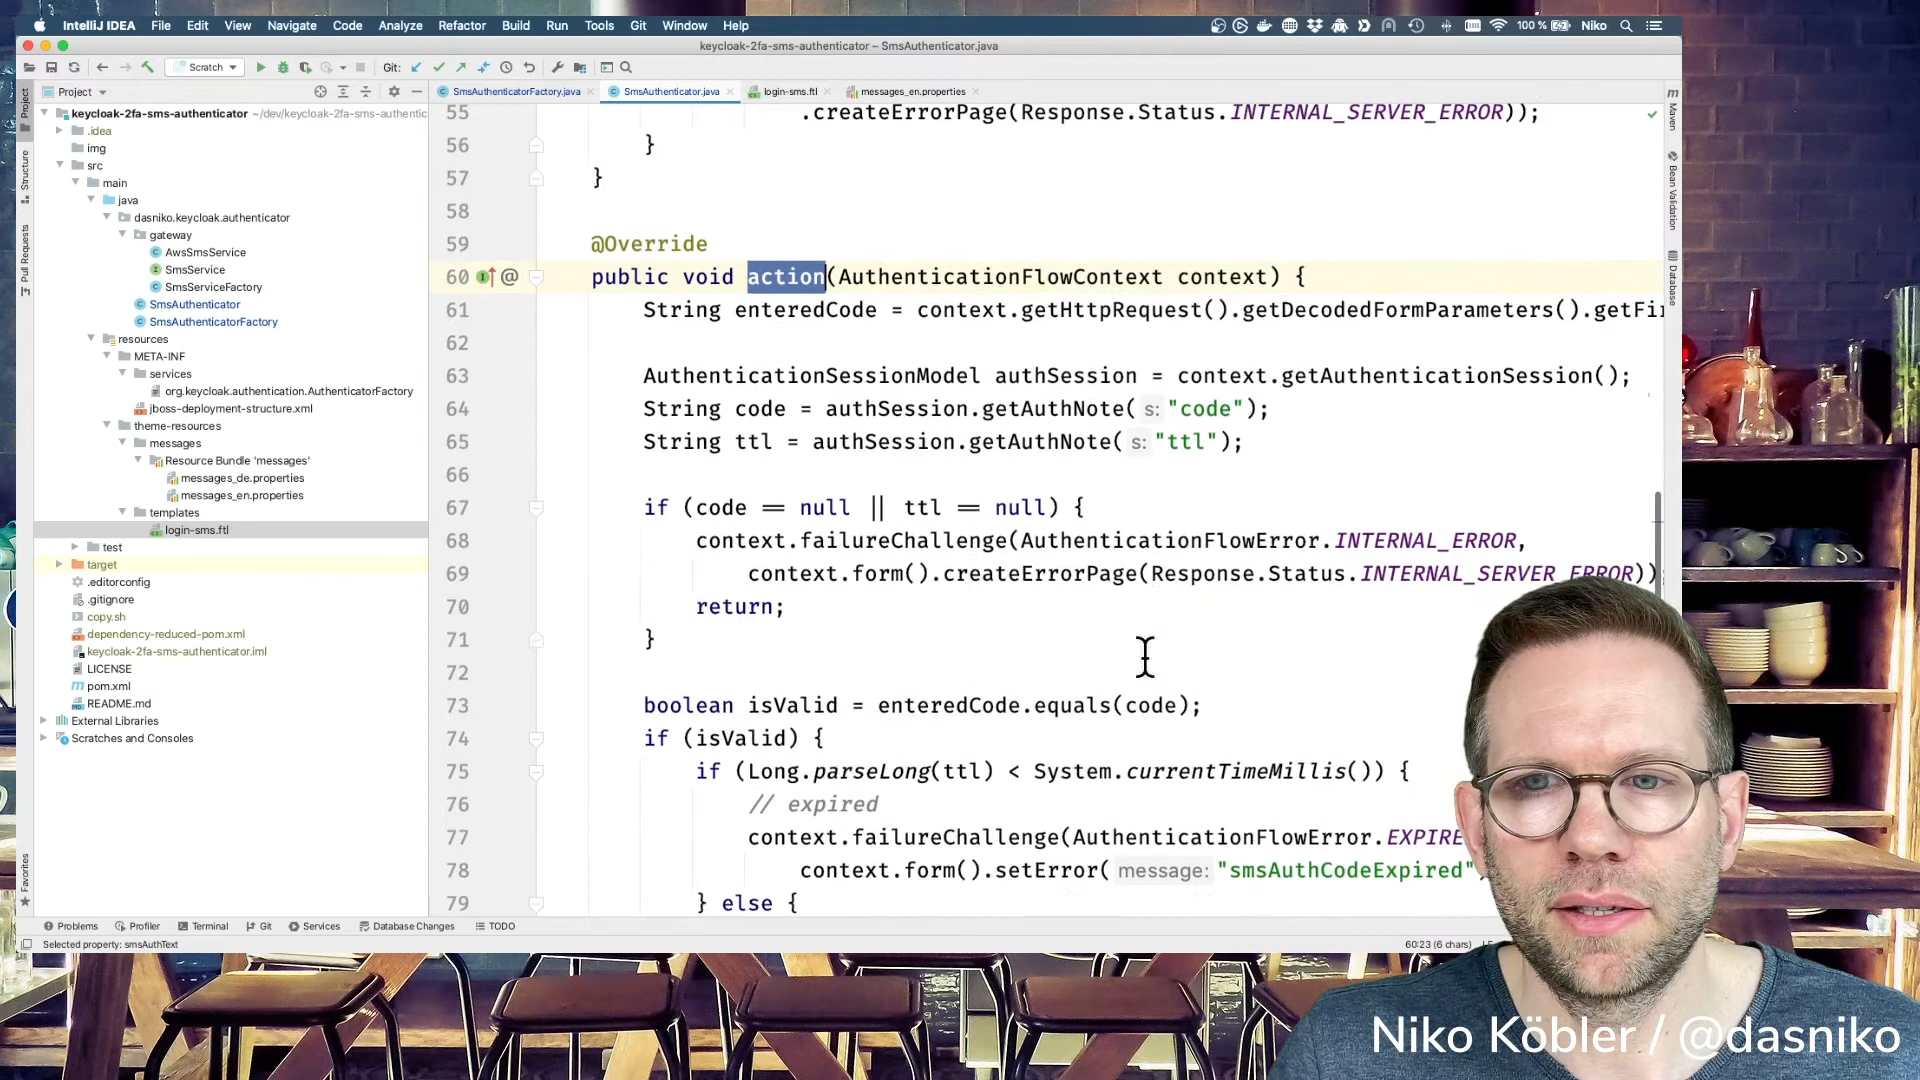 IntelliJ IDEA File Edit View Navigate Code Analyze Refactor Build Run Tools Git Window Help 100 % Niko
keycloak-2fa-sms-authenticator – SmsAuthenticator.java
Scratch Git:
Project SmsAuthenticatorFactory.java SmsAuthenticator.java login-sms.ftl messages_en.properties
Project
Structure
Pull Requests
Favorites
keycloak-2fa-sms-authenticator ~/dev/keycloak-2fa-sms-authentic
.idea
img
src
main
java
dasniko.keycloak.authenticator
gateway
AwsSmsService
SmsService
SmsServiceFactory
SmsAuthenticator
SmsAuthenticatorFactory
resources
META-INF
services
org.keycloak.authentication.AuthenticatorFactory
jboss-deployment-structure.xml
theme-resources
messages
Resource Bundle 'messages'
messages_de.properties
messages_en.properties
templates
login-sms.ftl
test
target
.editorconfig
.gitignore
copy.sh
dependency-reduced-pom.xml
keycloak-2fa-sms-authenticator.iml
LICENSE
pom.xml
README.md
External Libraries
Scratches and Consoles
55 .createErrorPage(Response.Status.INTERNAL_SERVER_ERROR));
56 }
57 }
58
59 @Override
60 public void action(AuthenticationFlowContext context) {
61 String enteredCode = context.getHttpRequest().getDecodedFormParameters().getFi
62
63 AuthenticationSessionModel authSession = context.getAuthenticationSession();
64 String code = authSession.getAuthNote( s: "code");
65 String ttl = authSession.getAuthNote( s: "ttl");
66
67 if (code == null || ttl == null) {
68 context.failureChallenge(AuthenticationFlowError.INTERNAL_ERROR,
69 context.form().createErrorPage(Response.Status.INTERNAL_SERVER_ERROR))
70 return;
71 }
72
73 boolean isValid = enteredCode.equals(code);
74 if (isValid) {
75 if (Long.parseLong(ttl) < System.currentTimeMillis()) {
76 // expired
77 context.failureChallenge(AuthenticationFlowError.EXPIRE
78 context.form().setError( message: "smsAuthCodeExpired"
79 } else {
Maven
Bean Validation
Database
Problems Profiler Terminal Git Services Database Changes TODO
Selected property: smsAuthText 60:23 (6 chars)
Niko Köbler / @dasniko